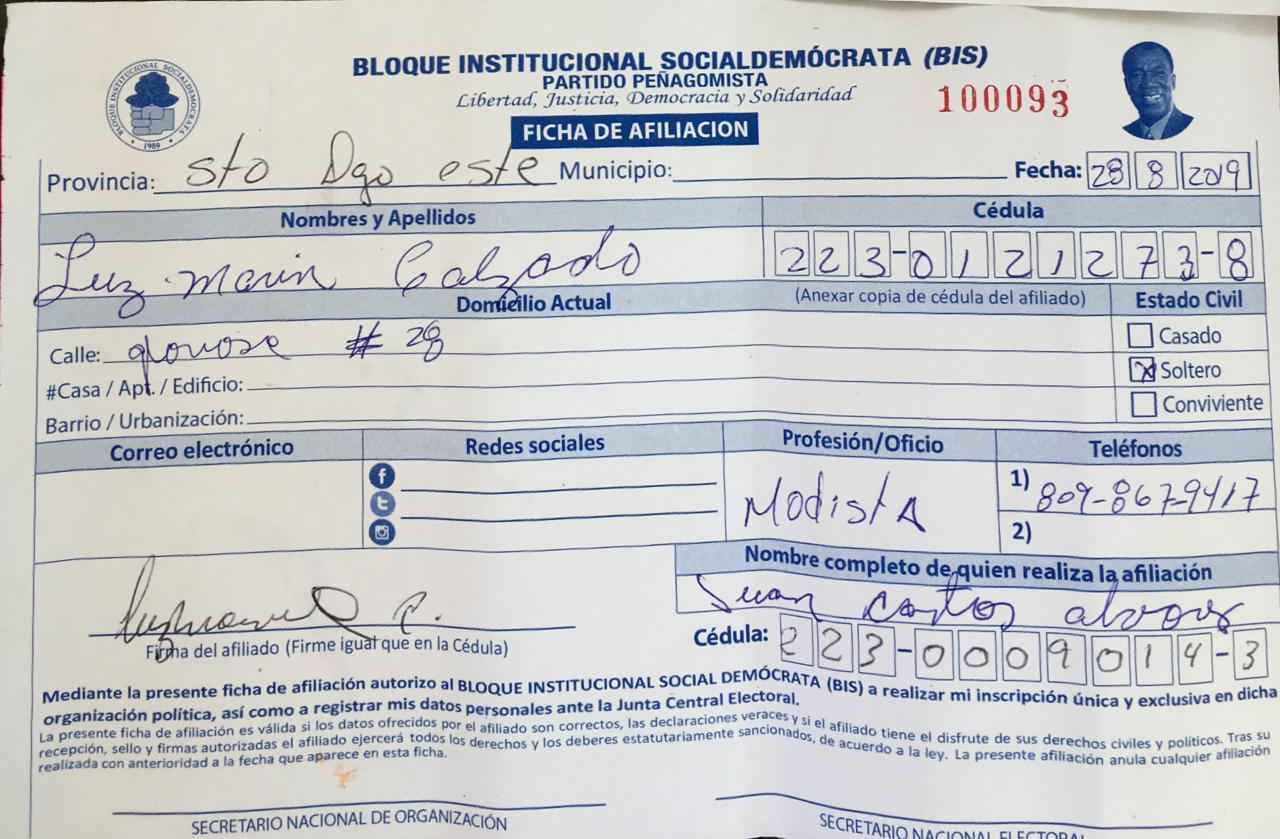 BLOQUE INSTITUCIONAL SOCIALDEMÓCRATA (BIS)
PARTIDO PEÑAGOMISTA
Libertad, Justicia, Democracia y Solidaridad
100093
BLOQUE INSTITUCIONAL SOCIALDEMÓCRATA
1989
FICHA DE AFILIACION
Provincia: Sto Dgo este Municipio: Fecha: 28 8 2019
Nombres y Apellidos Cédula
Luz Marin Calzado 223-0121273-8
Domicilio Actual (Anexar copia de cédula del afiliado) Estado Civil
Calle: # 28 Casado
#Casa / Apt. / Edificio: X Soltero
Barrio / Urbanización: Conviviente
Correo electrónico Redes sociales Profesión/Oficio Teléfonos
Modista 1) 809-867-9417
2)
Nombre completo de quien realiza la afiliación
Juan Carlos
Firma del afiliado (Firme igual que en la Cédula) Cédula: 223-0009014-3
Mediante la presente ficha de afiliación autorizo al BLOQUE INSTITUCIONAL SOCIAL DEMÓCRATA (BIS) a realizar mi inscripción única y exclusiva en dicha
organización política, así como a registrar mis datos personales ante la Junta Central Electoral.
La presente ficha de afiliación es válida si los datos ofrecidos por el afiliado son correctos, las declaraciones veraces y si el afiliado tiene el disfrute de sus derechos civiles y políticos. Tras su
recepción, sello y firmas autorizadas el afiliado ejercerá todos los derechos y los deberes estatutariamente sancionados, de acuerdo a la ley. La presente afiliación anula cualquier afiliación
realizada con anterioridad a la fecha que aparece en esta ficha.
SECRETARIO NACIONAL DE ORGANIZACIÓN SECRETARIO NACIONAL ELECTORAL